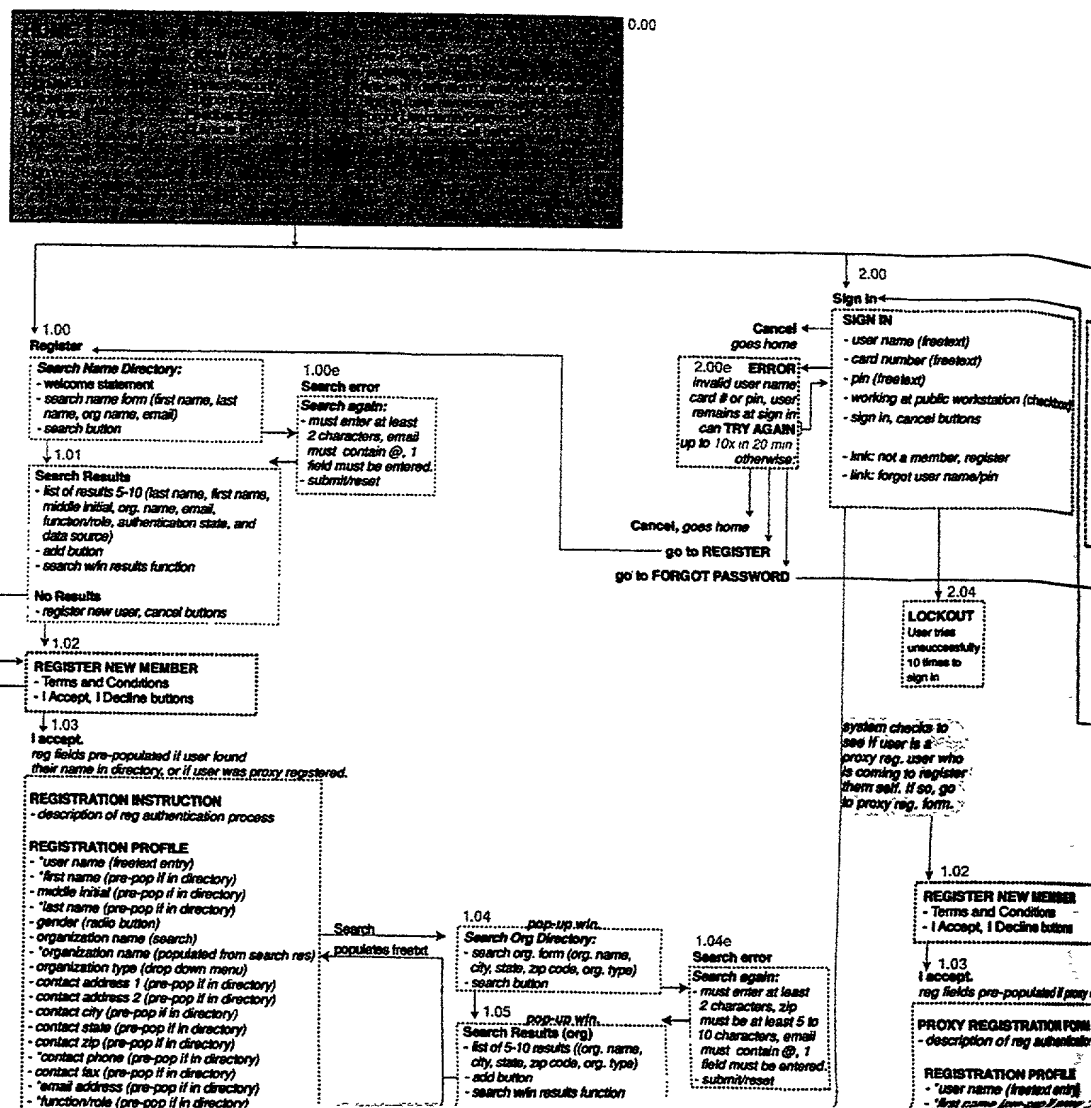 0.00
1.00
Register
Search Name Directory:
- welcome statement
- search name form (first name, last
name, org name, email)
- search button
1.00e
Search error
Search again:
- must enter at least
2 characters, email
must contain @, 1
field must be entered.
- submit/reset
1.01
Search Results
- list of results 5-10 (last name, first name,
middle initial, org. name, email,
function/role, authentication state, and
data source)
- add button
- search w/in results function
No Results
- register new user, cancel buttons
1.02
REGISTER NEW MEMBER
- Terms and Conditions
- I Accept, I Decline buttons
1.03
I accept.
reg fields pre-populated if user found
their name in directory, or if user was proxy registered.
REGISTRATION INSTRUCTION
- description of reg authentication process
REGISTRATION PROFILE
- *user name (freetext entry)
- *first name (pre-pop if in directory)
- middle initial (pre-pop if in directory)
- *last name (pre-pop if in directory)
- gender (radio button)
- organization name (search)
- *organization name (populated from search res)
- organization type (drop down menu)
- contact address 1 (pre-pop if in directory)
- contact address 2 (pre-pop if in directory)
- contact city (pre-pop if in directory)
- contact state (pre-pop if in directory)
- contact zip (pre-pop if in directory)
- *contact phone (pre-pop if in directory)
- contact fax (pre-pop if in directory)
- *email address (pre-pop if in directory)
- *function/role (pre-pop if in directory)
Search
populates freetxt
1.04
pop-up win.
Search Org Directory:
- search org. form (org. name,
city, state, zip code, org. type)
- search button
1.05
pop-up win.
Search Results (org)
- list of 5-10 results ((org. name,
city, state, zip code, org. type)
- add button
- search w/in results function
1.04e
Search error
Search again:
- must enter at least
2 characters, zip
must be at least 5 to
10 characters, email
must contain @, 1
field must be entered.
- submit/reset
2.00
Sign in
SIGN IN
- user name (freetext)
- card number (freetext)
- pin (freetext)
- working at public workstation (checkbox)
- sign in, cancel buttons
- link: not a member, register
- link: forgot user name/pin
Cancel
goes home
2.00e ERROR
invalid user name
card # or pin, user
remains at sign in
can TRY AGAIN
up to 10x in 20 min
otherwise:
Cancel, goes home
go to REGISTER
go to FORGOT PASSWORD
2.04
LOCKOUT
User tries
unsuccessfully
10 times to
sign in
system checks to
see if user is a
proxy reg. user who
is coming to register
them self. If so, go
to proxy reg. form.
1.02
REGISTER NEW MEMBER
- Terms and Conditions
- I Accept, I Decline buttons
1.03
I accept.
reg fields pre-populated if proxy
PROXY REGISTRATION FORM
- description of reg authentication
REGISTRATION PROFILE
- *user name (freetext entry)
- *first name